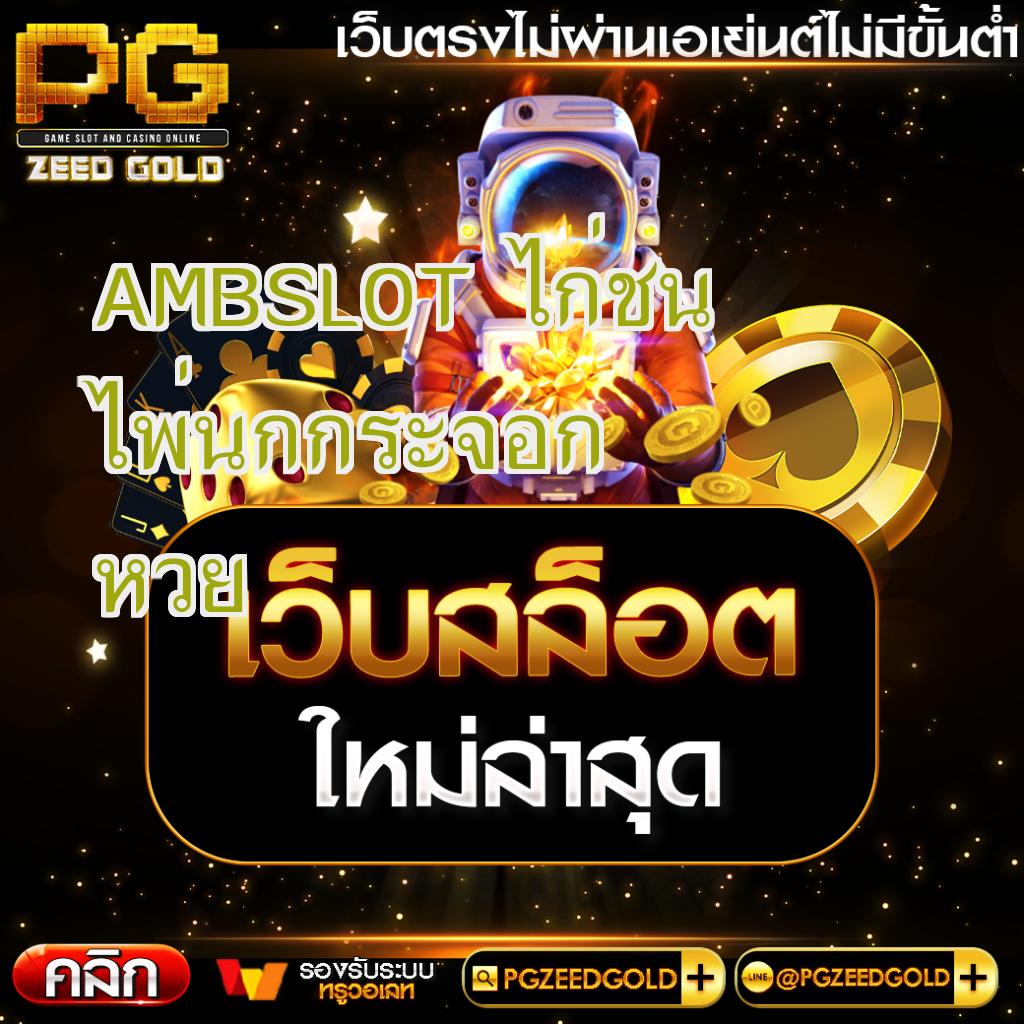 เว็บตรงไม่ผ่านเอเย่นต์ไม่มีขั้นต่ำ
PG
GAME SLOT AND CASINO ONLINE
ZEED GOLD
AMBSLOT ไก่ชน
ไพ่นกกระจอก
หวย
เว็บสล็อต
ใหม่ล่าสุด
คลิก
รองรับระบบ
ทรูวอเลท
PGZEEDGOLD +
LINE @PGZEEDGOLD +